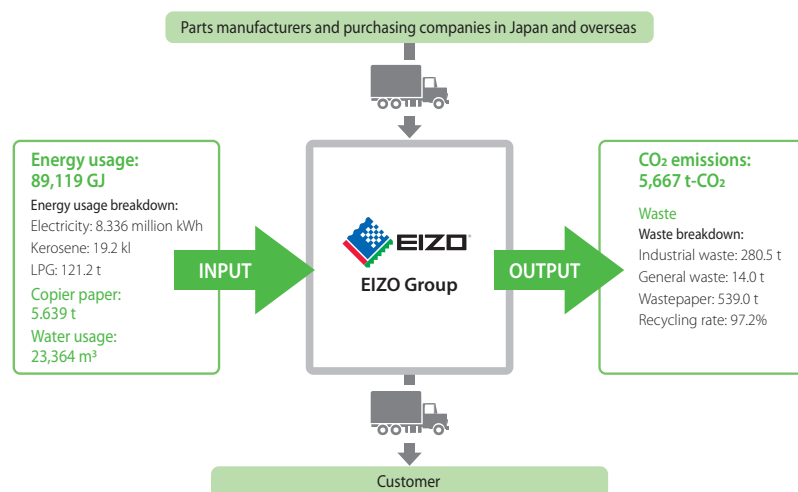 Parts manufacturers and purchasing companies in Japan and overseas
Energy usage:
89,119 GJ
Energy usage breakdown:
Electricity: 8.336 million kWh
Kerosene: 19.2 kl
LPG: 121.2 t
Copier paper:
5.639 t
Water usage:
23,364 m³
INPUT
EIZO
EIZO Group
OUTPUT
CO₂ emissions:
5,667 t-CO₂
Waste
Waste breakdown:
Industrial waste: 280.5 t
General waste: 14.0 t
Wastepaper: 539.0 t
Recycling rate: 97.2%
Customer